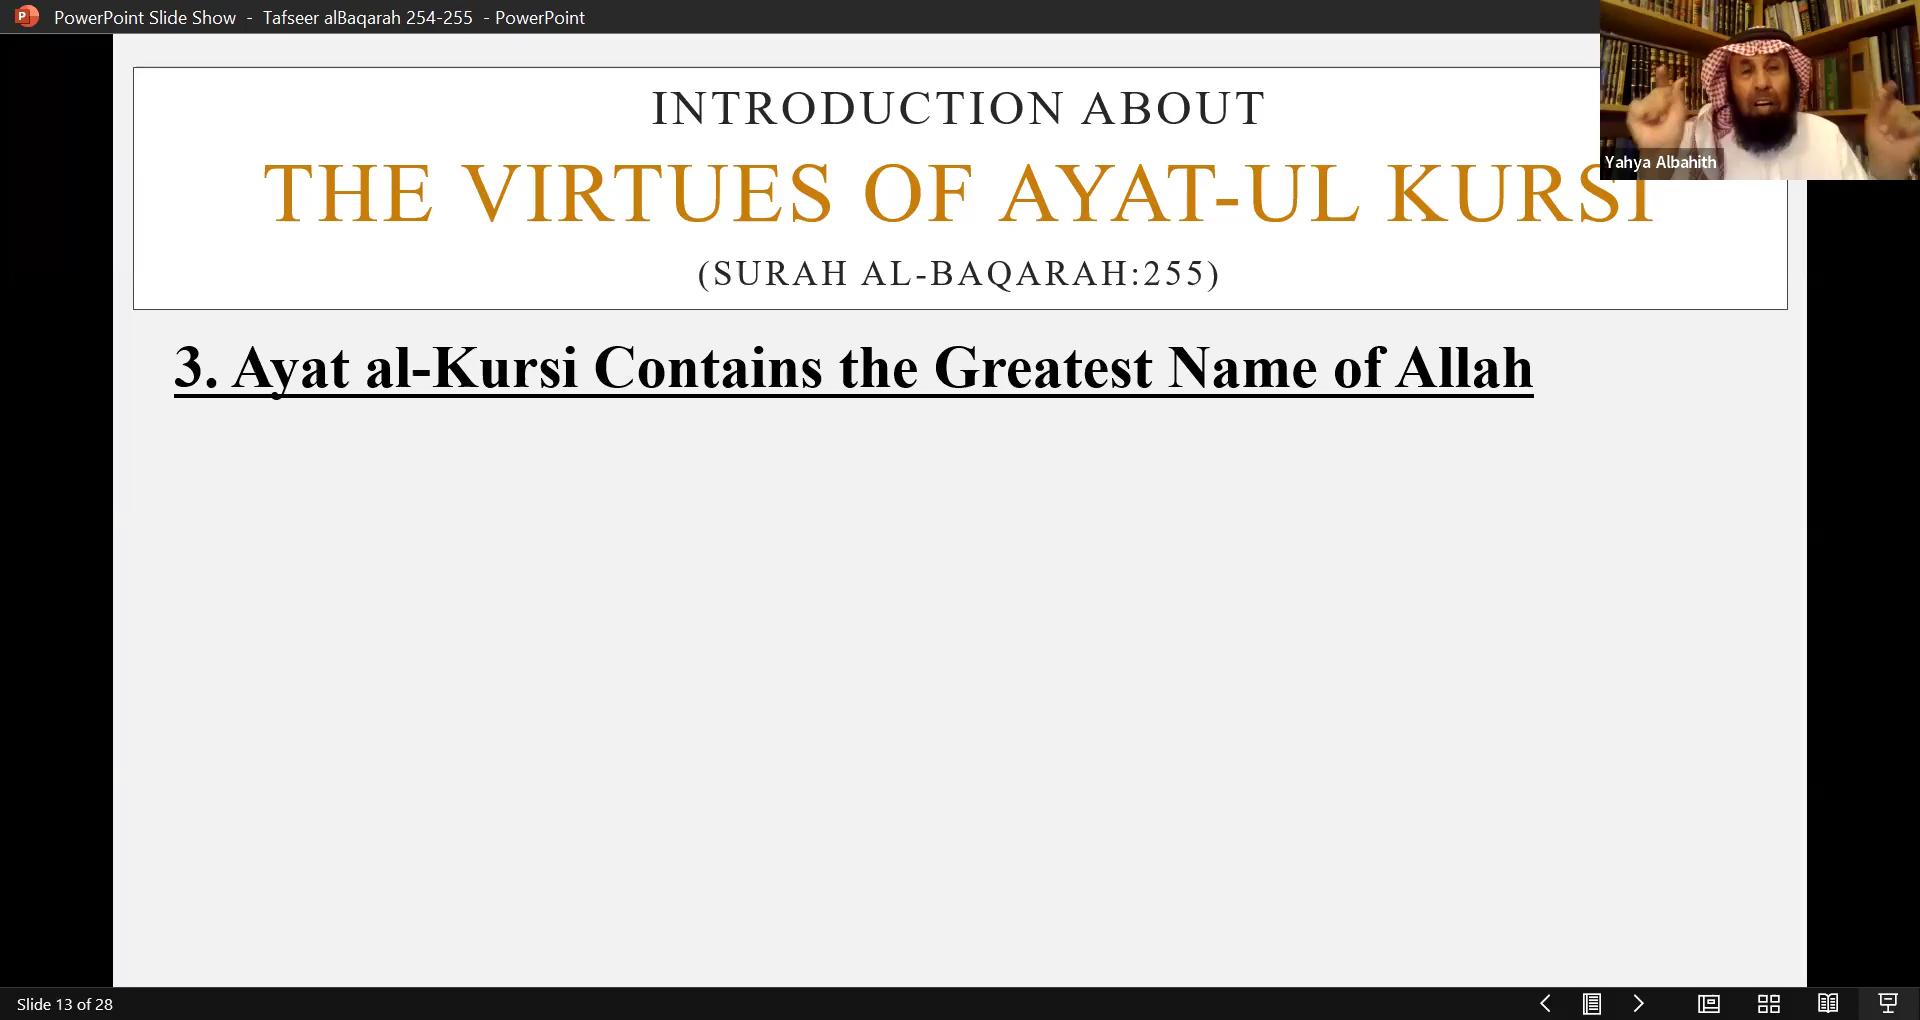 PowerPoint Slide Show - Tafseer alBaqarah 254-255 - PowerPoint
INTRODUCTION ABOUT
THE VIRTUES OF AYAT-UL KURSI
Yahya Albahith
(SURAH AL-BAQARAH:255)
3. Ayat al-Kursi Contains the Greatest Name of Allah
Slide 13 of 28